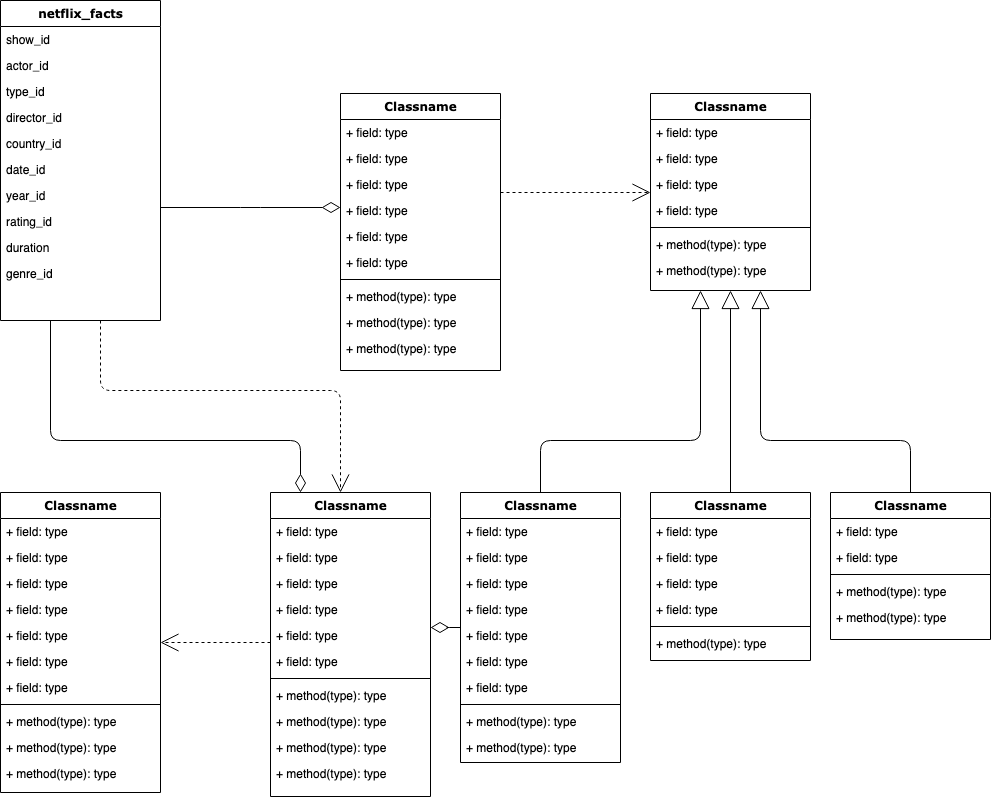 netflix_facts
show_id
actor_id
type_id
director_id
country_id
date_id
year_id
rating_id
duration
genre_id
Classname
+ field: type
+ field: type
+ field: type
+ field: type
+ field: type
+ field: type
+ method(type): type
+ method(type): type
+ method(type): type
Classname
+ field: type
+ field: type
+ field: type
+ field: type
+ method(type): type
+ method(type): type
Classname
+ field: type
+ field: type
+ field: type
+ field: type
+ field: type
+ field: type
+ field: type
+ method(type): type
+ method(type): type
+ method(type): type
Classname
+ field: type
+ field: type
+ field: type
+ field: type
+ field: type
+ field: type
+ method(type): type
+ method(type): type
+ method(type): type
+ method(type): type
Classname
+ field: type
+ field: type
+ field: type
+ field: type
+ field: type
+ field: type
+ field: type
+ method(type): type
+ method(type): type
Classname
+ field: type
+ field: type
+ field: type
+ field: type
+ method(type): type
Classname
+ field: type
+ field: type
+ method(type): type
+ method(type): type